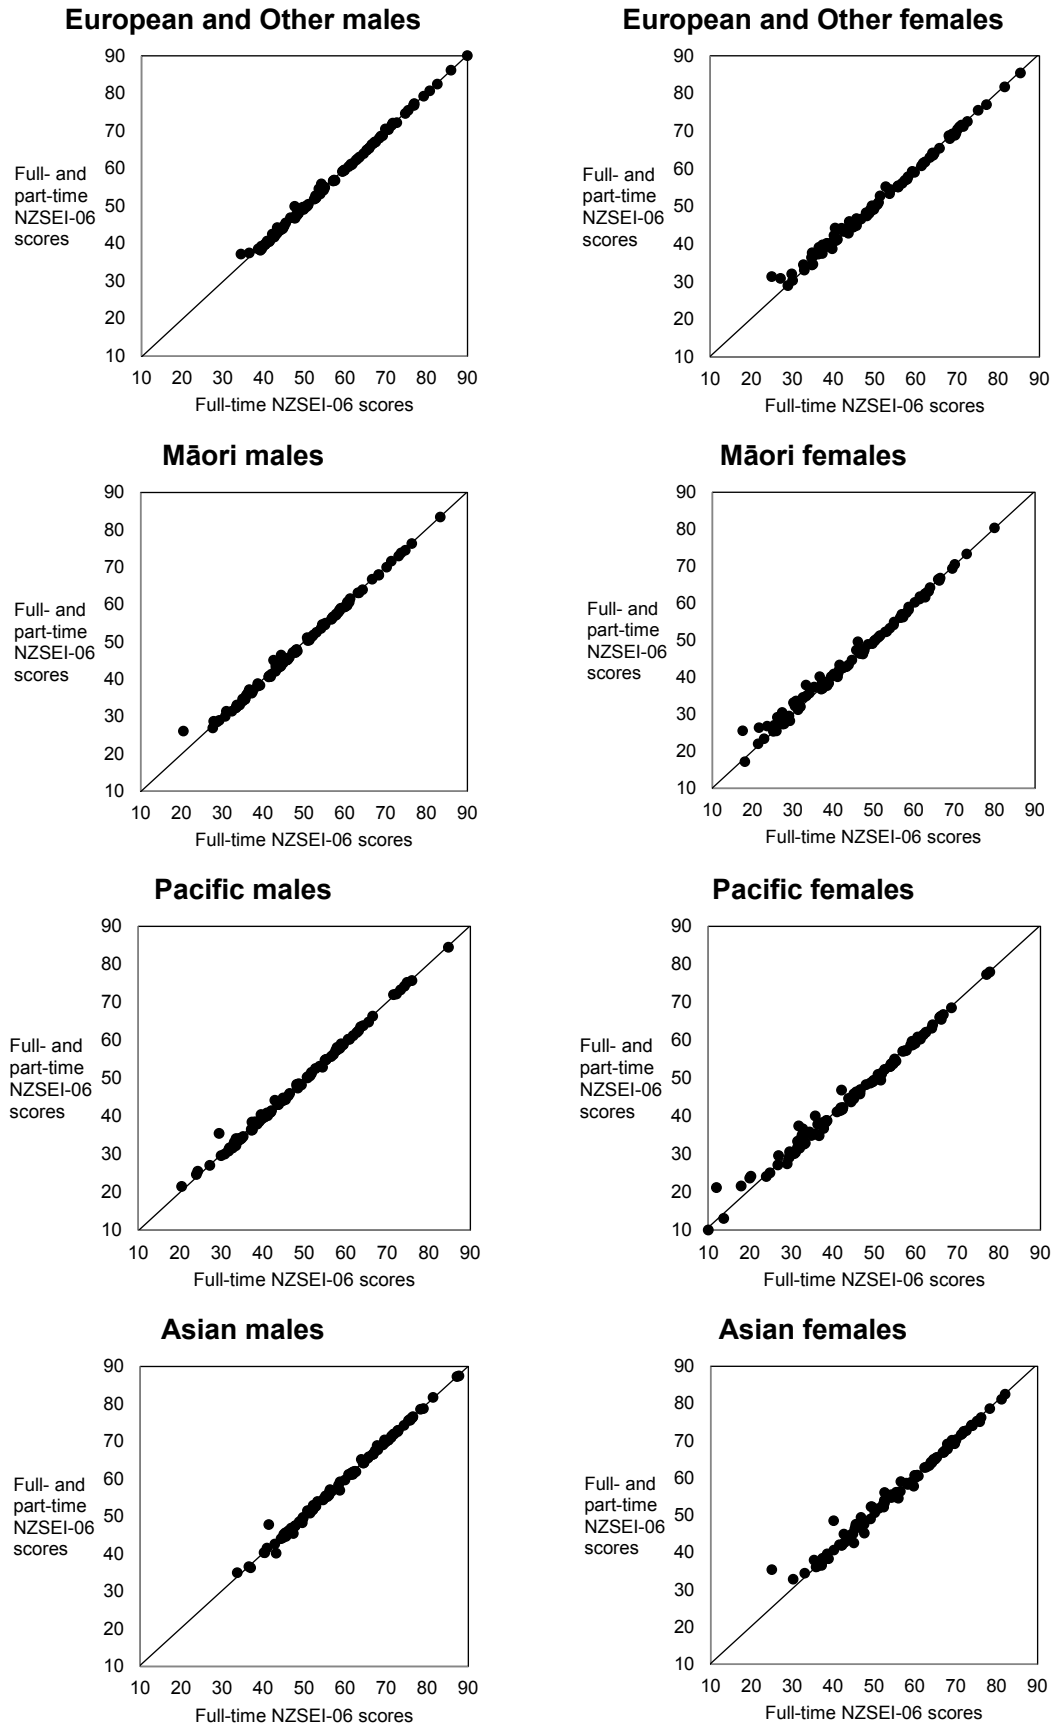 European and Other males
90
80
70
60
50
40
30
20
10
Full- and
part-time
NZSEI-06
scores
10 20 30 40 50 60 70 80 90
Full-time NZSEI-06 scores
European and Other females
90
80
70
60
50
40
30
20
10
Full- and
part-time
NZSEI-06
scores
10 20 30 40 50 60 70 80 90
Full-time NZSEI-06 scores
Māori males
90
80
70
60
50
40
30
20
10
Full- and
part-time
NZSEI-06
scores
10 20 30 40 50 60 70 80 90
Full-time NZSEI-06 scores
Māori females
90
80
70
60
50
40
30
20
10
Full- and
part-time
NZSEI-06
scores
10 20 30 40 50 60 70 80 90
Full-time NZSEI-06 scores
Pacific males
90
80
70
60
50
40
30
20
10
Full- and
part-time
NZSEI-06
scores
10 20 30 40 50 60 70 80 90
Full-time NZSEI-06 scores
Pacific females
90
80
70
60
50
40
30
20
10
Full- and
part-time
NZSEI-06
scores
10 20 30 40 50 60 70 80 90
Full-time NZSEI-06 scores
Asian males
90
80
70
60
50
40
30
20
10
Full- and
part-time
NZSEI-06
scores
10 20 30 40 50 60 70 80 90
Full-time NZSEI-06 scores
Asian females
90
80
70
60
50
40
30
20
10
Full- and
part-time
NZSEI-06
scores
10 20 30 40 50 60 70 80 90
Full-time NZSEI-06 scores